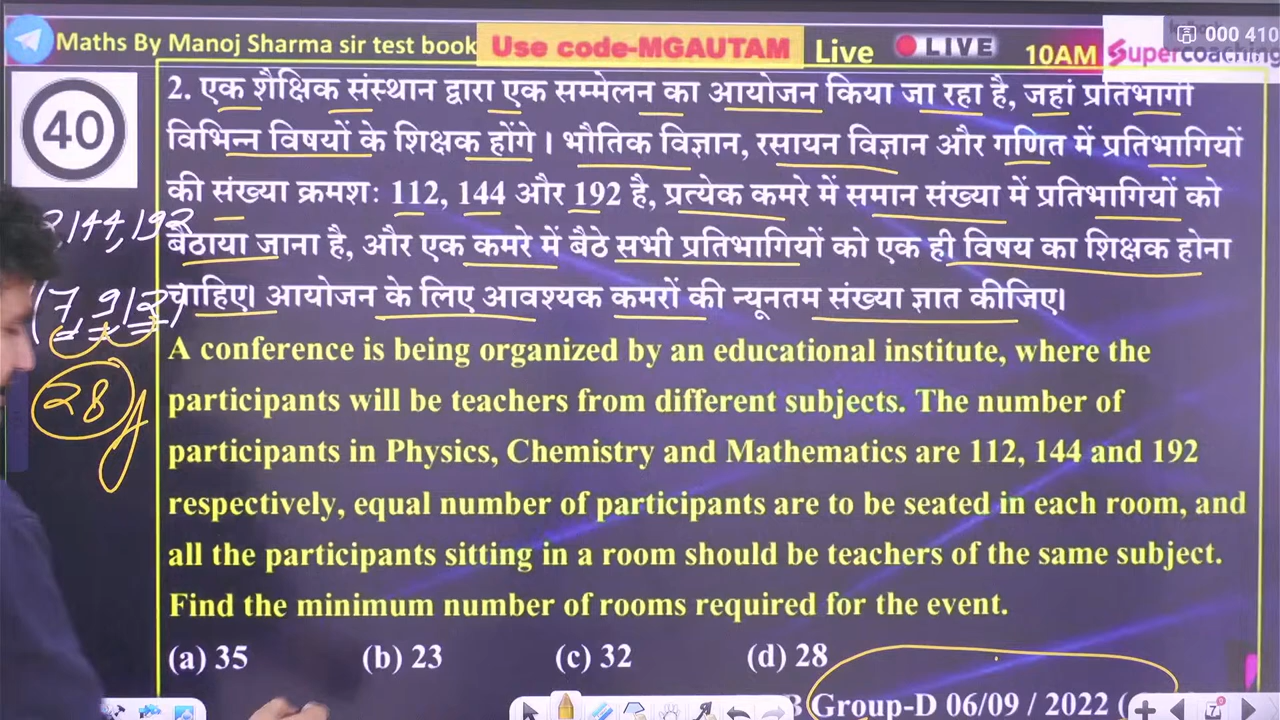 Maths By Manoj Sharma sir test book
Use code-MGAUTAM
Live
LIVE
10AM
Supercoaching
000 410
40
2. एक शैक्षिक संस्थान द्वारा एक सम्मेलन का आयोजन किया जा रहा है, जहां प्रतिभागी
विभिन्न विषयों के शिक्षक होंगे । भौतिक विज्ञान, रसायन विज्ञान और गणित में प्रतिभागियों
की संख्या क्रमशः 112, 144 और 192 है, प्रत्येक कमरे में समान संख्या में प्रतिभागियों को
बैठाया जाना है, और एक कमरे में बैठे सभी प्रतिभागियों को एक ही विषय का शिक्षक होना
चाहिए। आयोजन के लिए आवश्यक कमरों की न्यूनतम संख्या ज्ञात कीजिए।
,144,192
(7,9,12)
28
A conference is being organized by an educational institute, where the
participants will be teachers from different subjects. The number of
participants in Physics, Chemistry and Mathematics are 112, 144 and 192
respectively, equal number of participants are to be seated in each room, and
all the participants sitting in a room should be teachers of the same subject.
Find the minimum number of rooms required for the event.
(a) 35 (b) 23 (c) 32 (d) 28
Group-D 06/09 / 2022 (
7